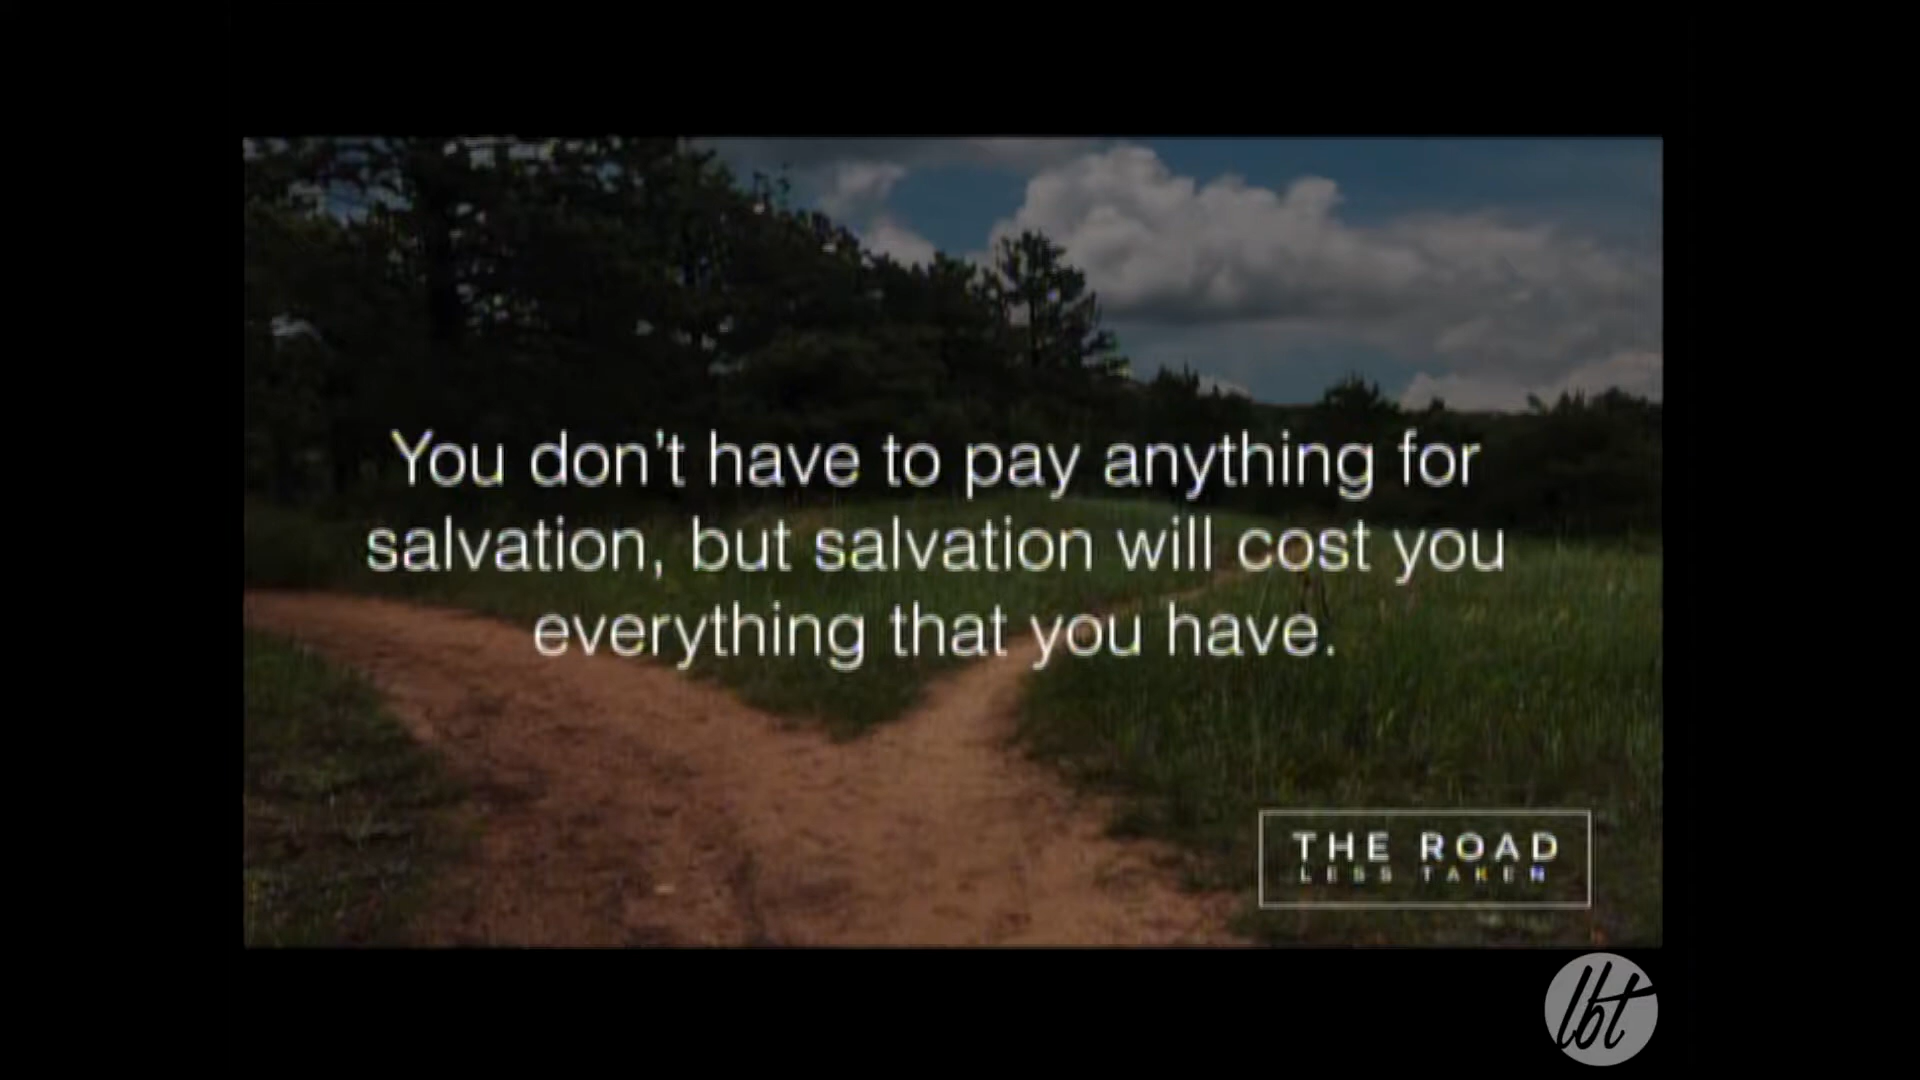 You don't have to pay anything for
salvation, but salvation will cost you
everything that you have.
THE ROAD
LESS TAKEN
lbt